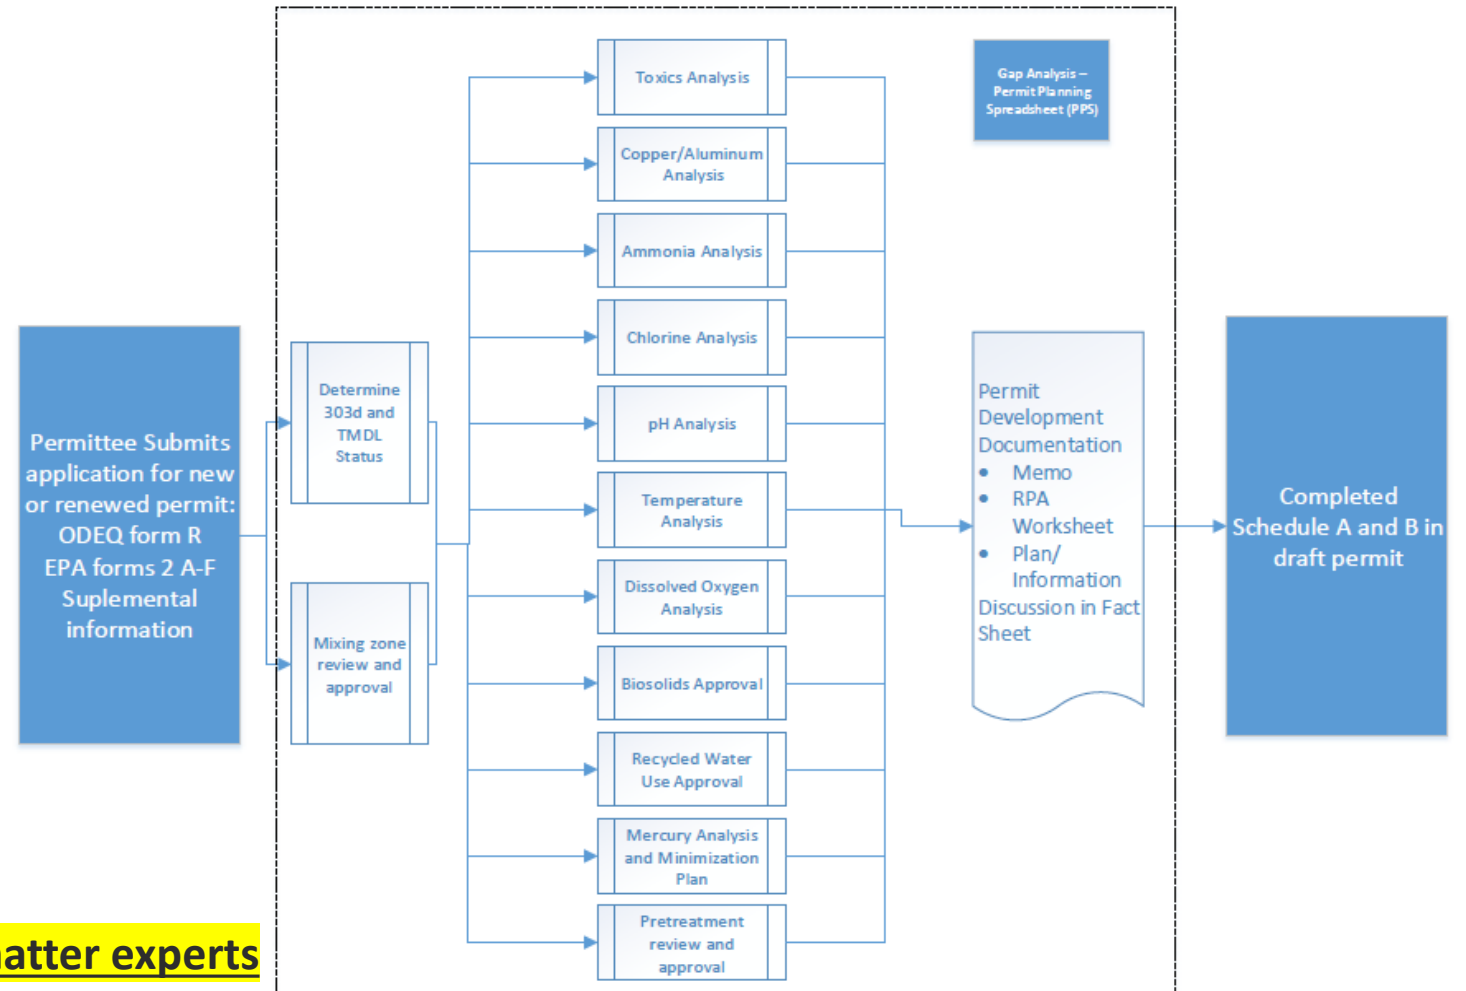 Permittee Submits
application for new
or renewed permit:
ODEQ form R
EPA forms 2 A-F
Suplemental
information
Determine
303d and
TMDL
Status
Mixing zone
review and
approval
Toxics Analysis
Copper/Aluminum
Analysis
Ammonia Analysis
Chlorine Analysis
pH Analysis
Temperature
Analysis
Dissolved Oxygen
Analysis
Biosolids Approval
Recycled Water
Use Approval
Mercury Analysis
and Minimization
Plan
Pretreatment
review and
approval
Gap Analysis –
Permit Planning
Spreadsheet (PPS)
Permit
Development
Documentation
• Memo
• RPA
Worksheet
• Plan/
Information
Discussion in Fact
Sheet
Completed
Schedule A and B in
draft permit
atter experts